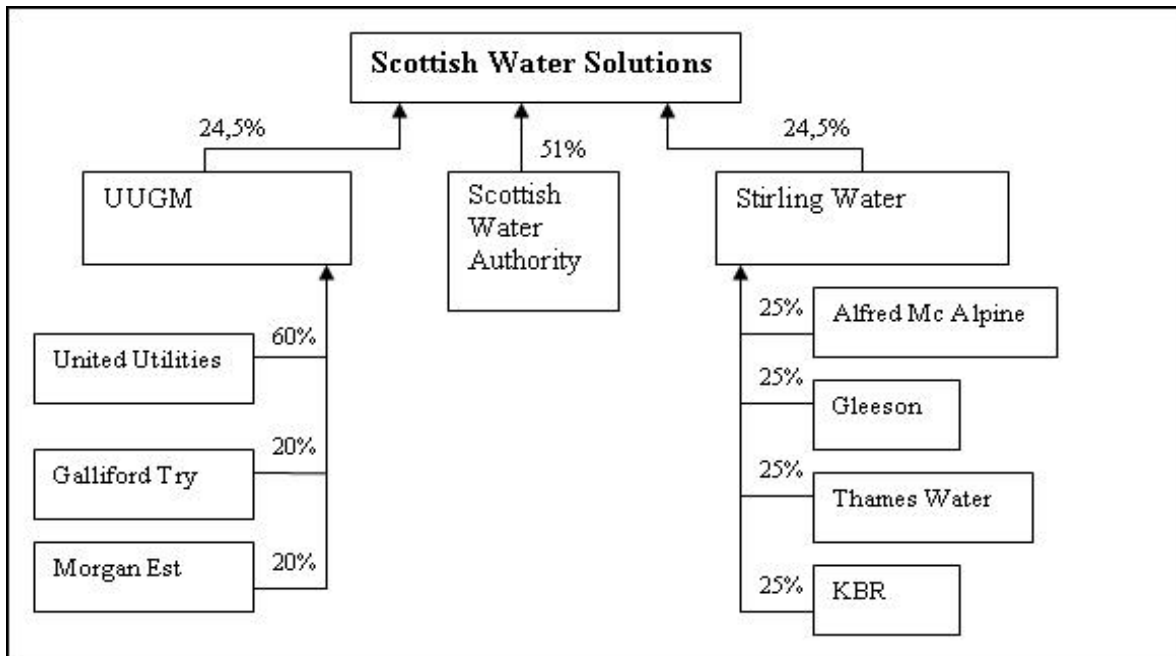 Scottish Water Solutions
24,5%
51%
24,5%
UUGM
Scottish
Water
Authority
Stirling Water
60%
United Utilities
20%
Galliford Try
20%
Morgan Est
25%
Alfred Mc Alpine
25%
Gleeson
25%
Thames Water
25%
KBR